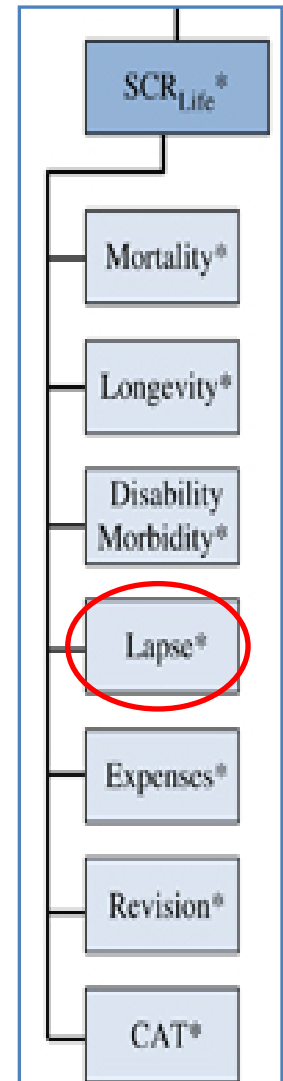 SCRLife*
Mortality*
Longevity*
Disability
Morbidity*
Lapse*
Expenses*
Revision*
CAT*